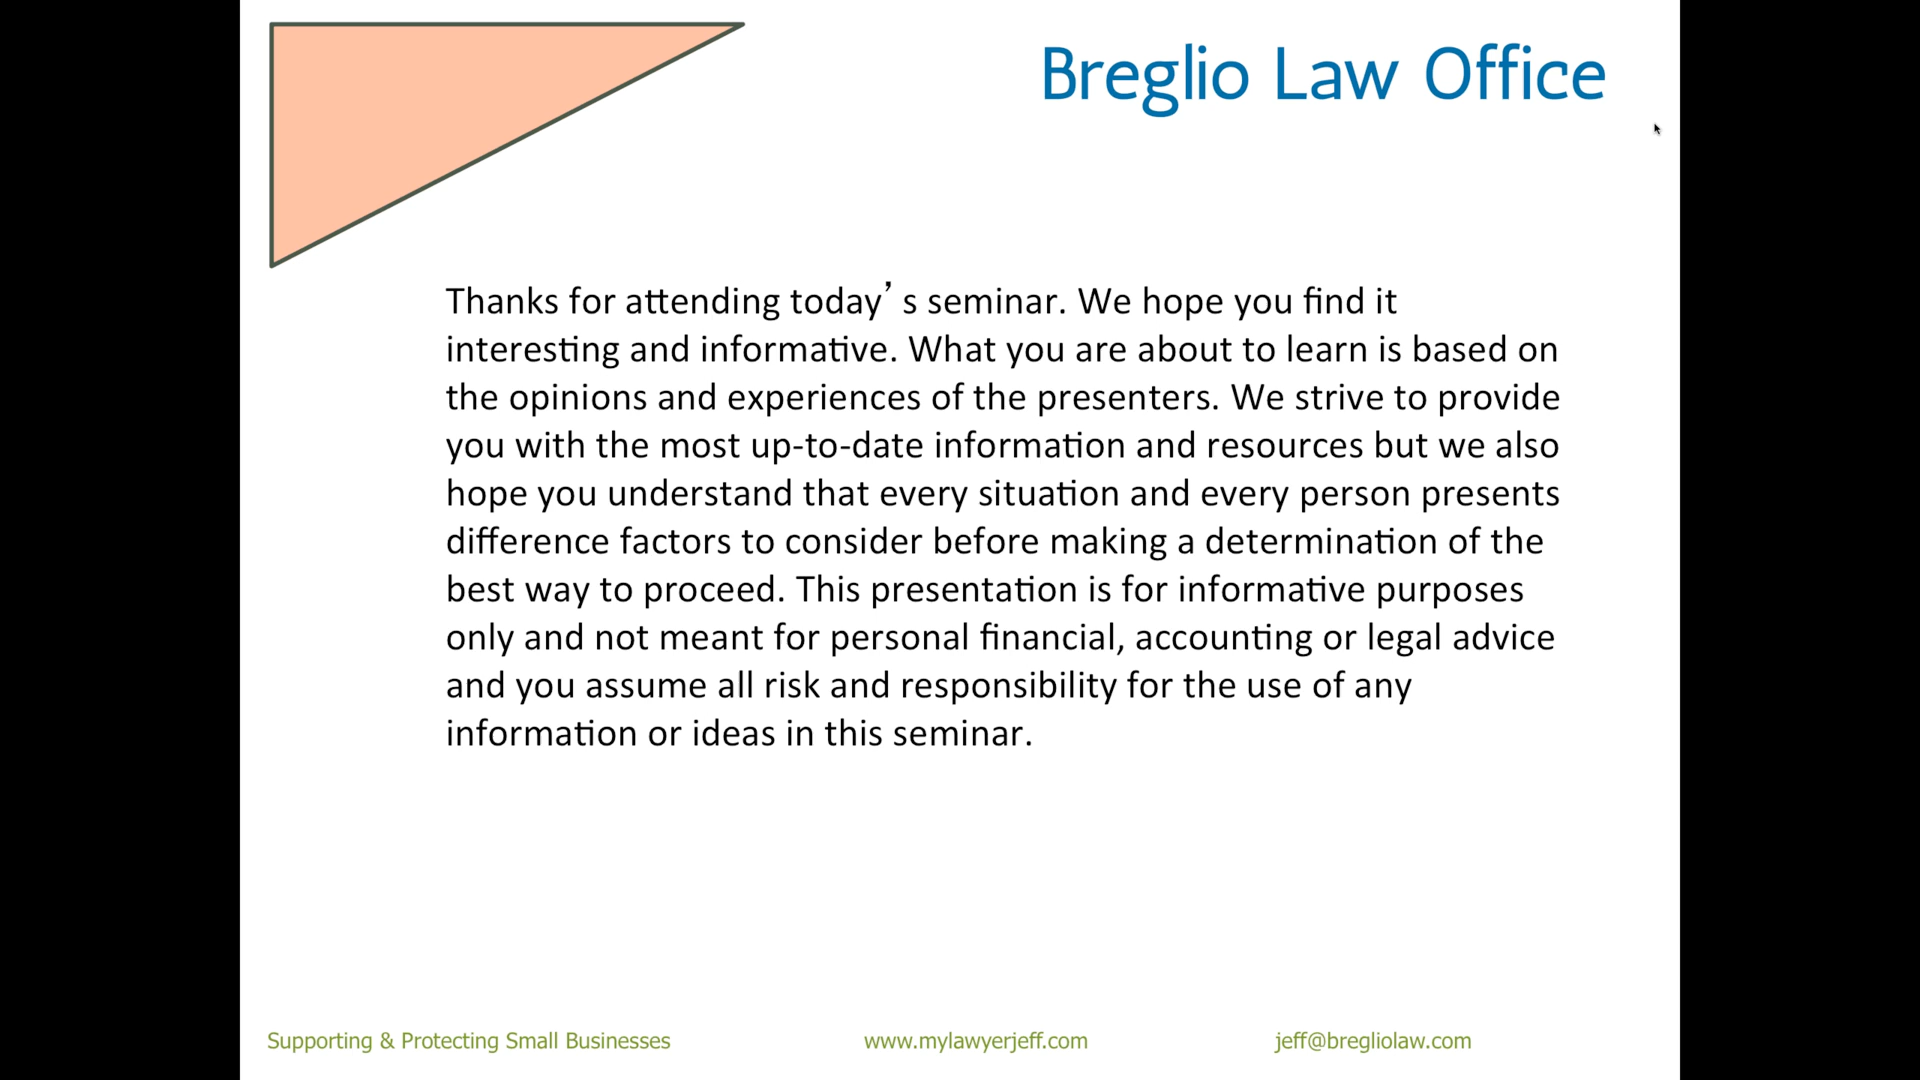 Breglio Law Office
Thanks for attending today’s seminar. We hope you find it
interesting and informative. What you are about to learn is based on
the opinions and experiences of the presenters. We strive to provide
you with the most up-to-date information and resources but we also
hope you understand that every situation and every person presents
difference factors to consider before making a determination of the
best way to proceed. This presentation is for informative purposes
only and not meant for personal financial, accounting or legal advice
and you assume all risk and responsibility for the use of any
information or ideas in this seminar.
Supporting & Protecting Small Businesses www.mylawyerjeff.com jeff@bregliolaw.com